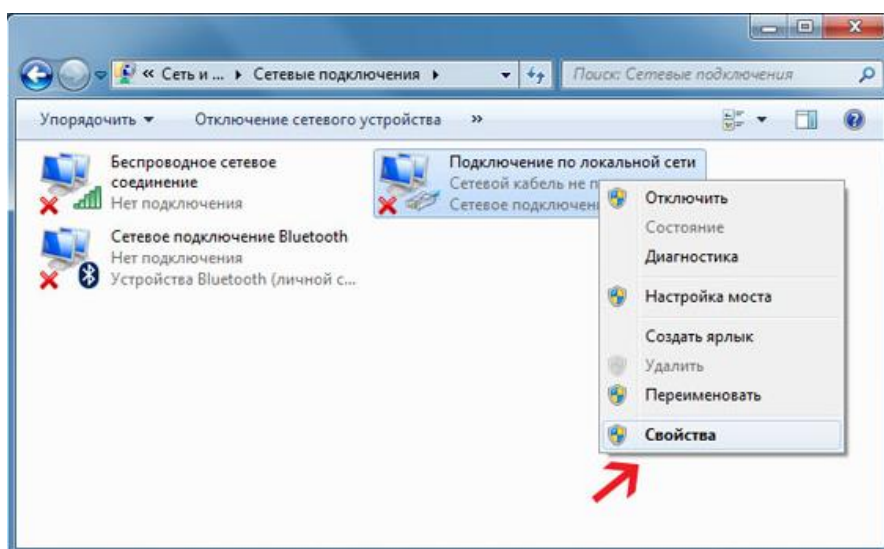 « Сеть и ... ▸ Сетевые подключения ▸
Поиск: Сетевые подключения
Упорядочить ▾ Отключение сетевого устройства »
Беспроводное сетевое
соединение
Нет подключения
Сетевое подключение Bluetooth
Нет подключения
Устройства Bluetooth (личной с...
Подключение по локальной сети
Сетевой кабель не
Сетевое
Отключить
Состояние
Диагностика
Настройка моста
Создать ярлык
Удалить
Переименовать
Свойства